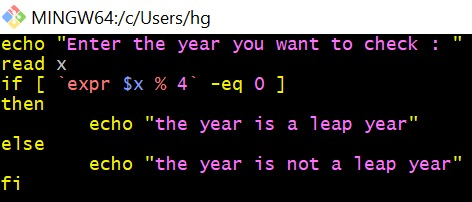 MINGW64:/c/Users/hg
echo "Enter the year you want to check : "
read x
if [ `expr $x % 4` -eq 0 ]
then
        echo "the year is a leap year"
else
        echo "the year is not a leap year"
fi